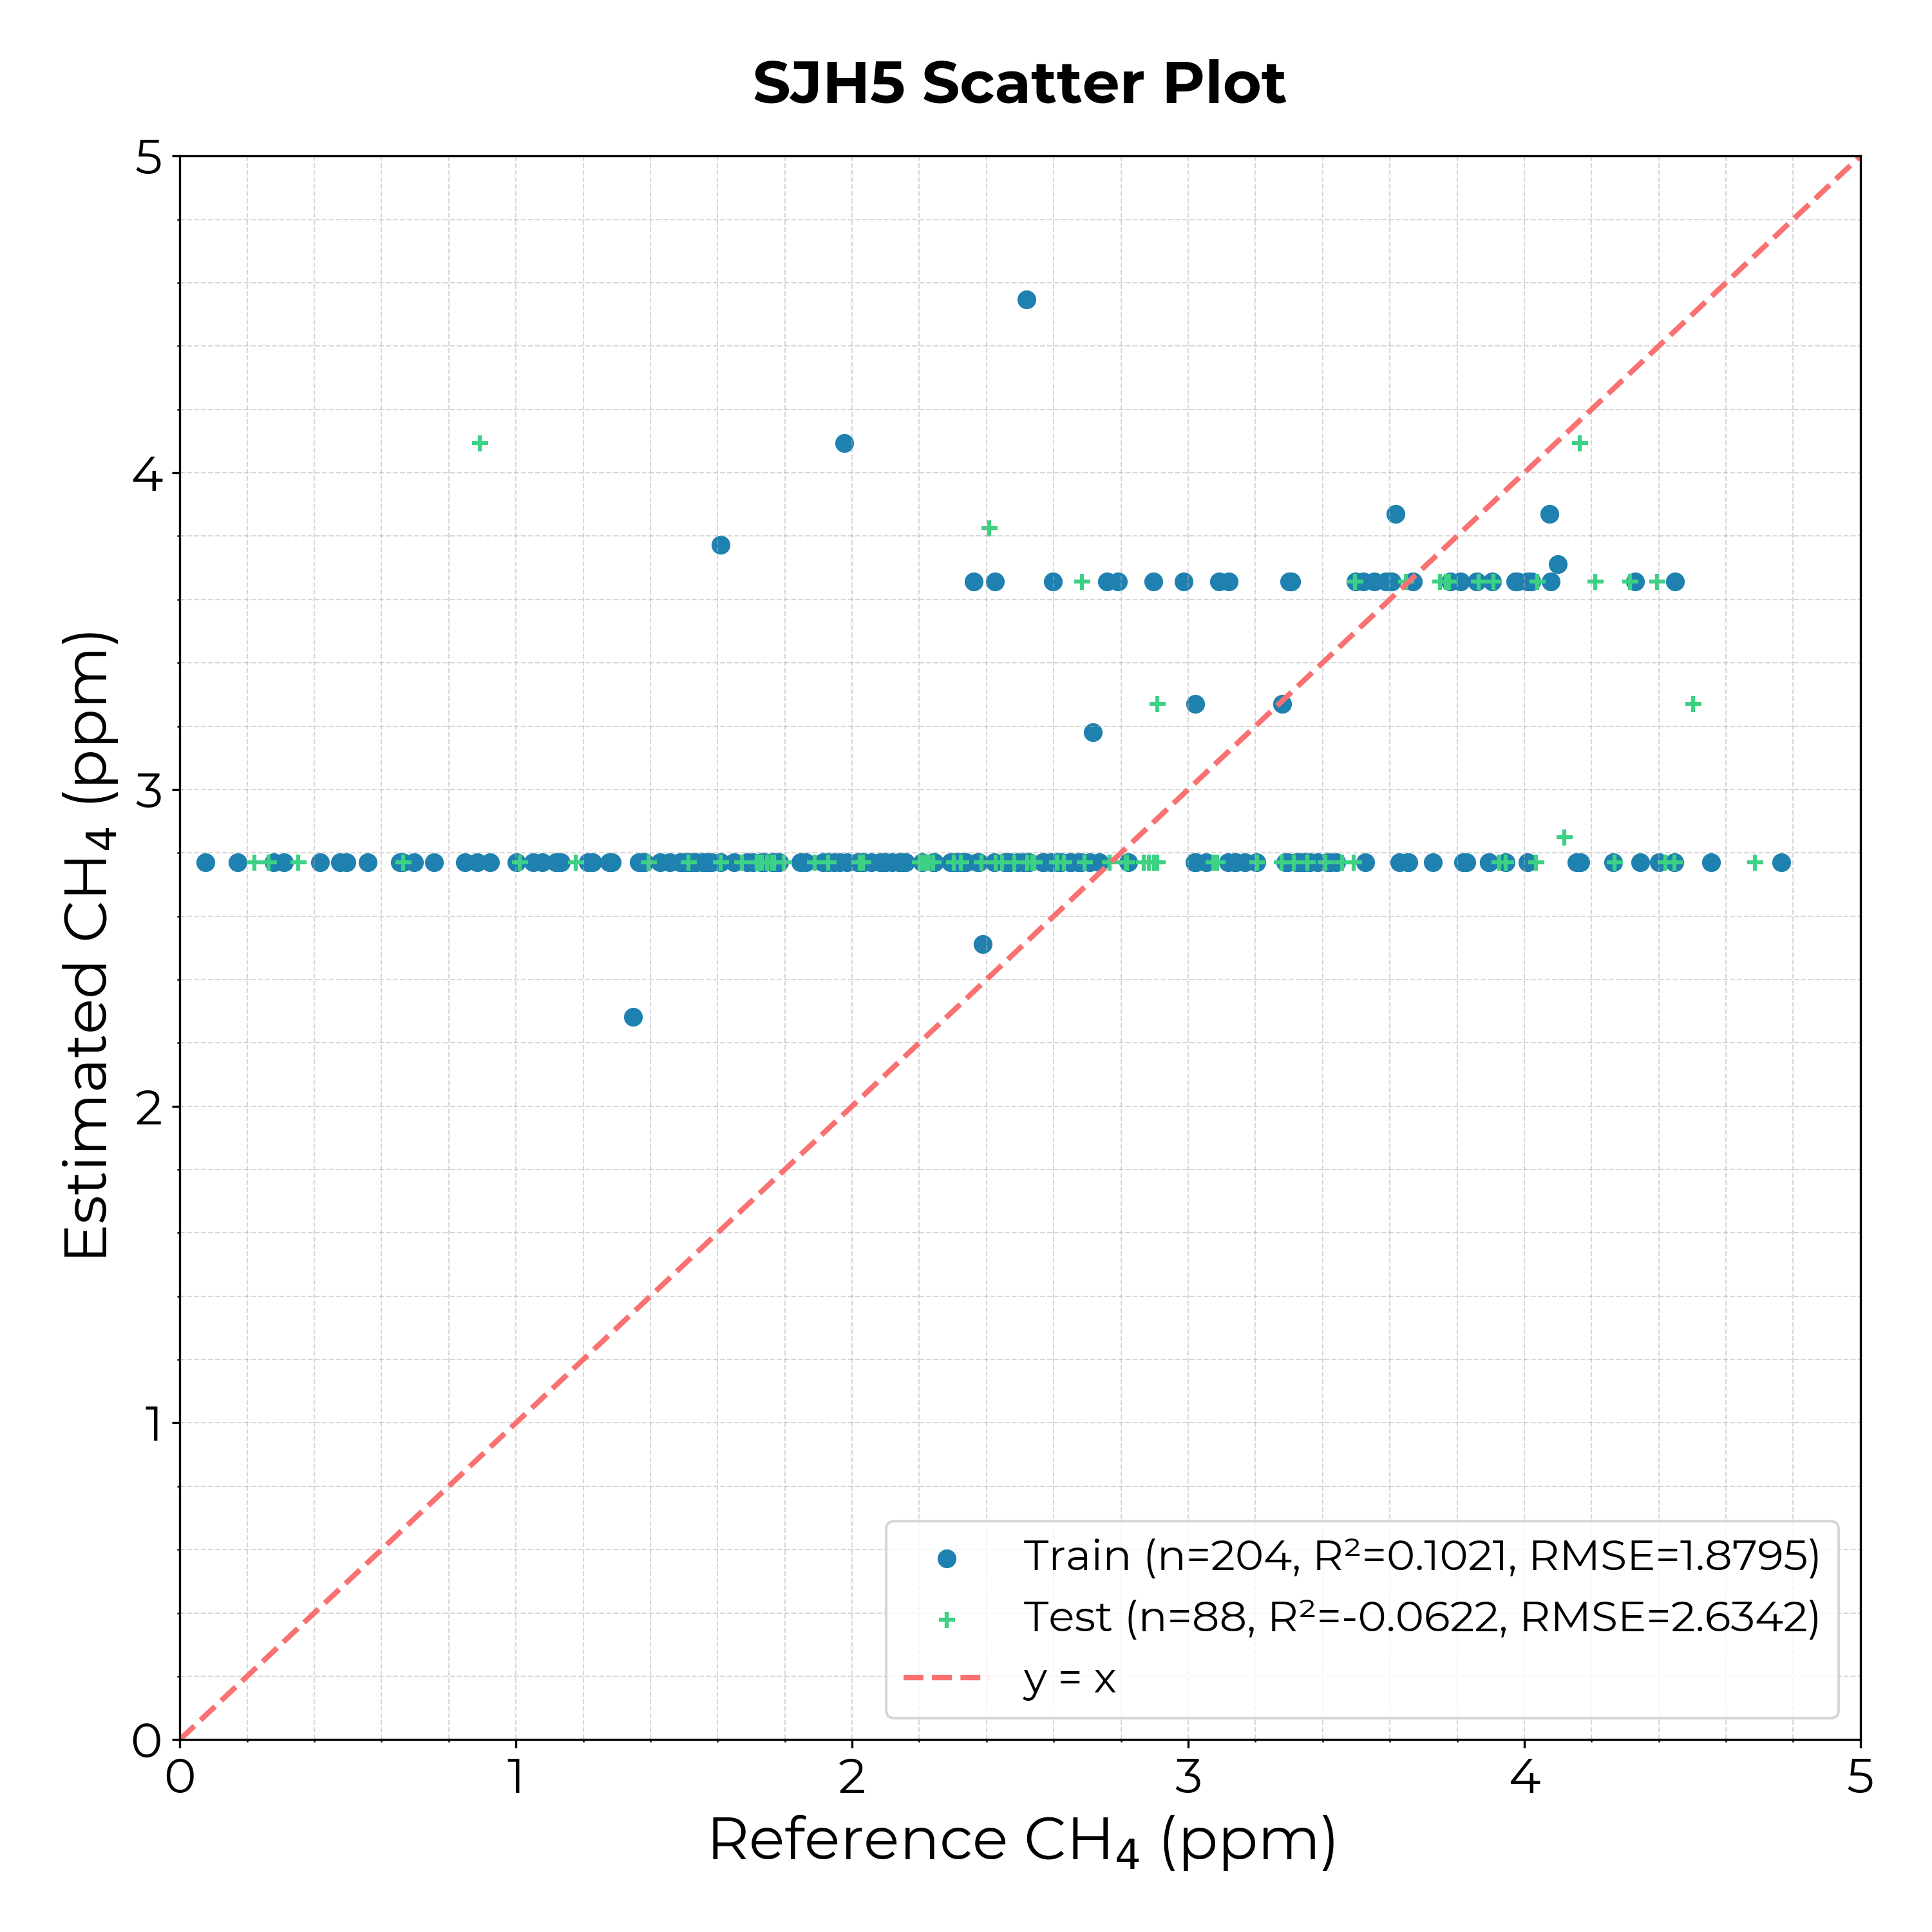 SJH5 Scatter Plot
Estimated CH₄ (ppm)
5
4
3
2
1
0
0 1 2 3 4 5
Reference CH₄ (ppm)
Train (n=204, R²=0.1021, RMSE=1.8795)
Test (n=88, R²=-0.0622, RMSE=2.6342)
y = x